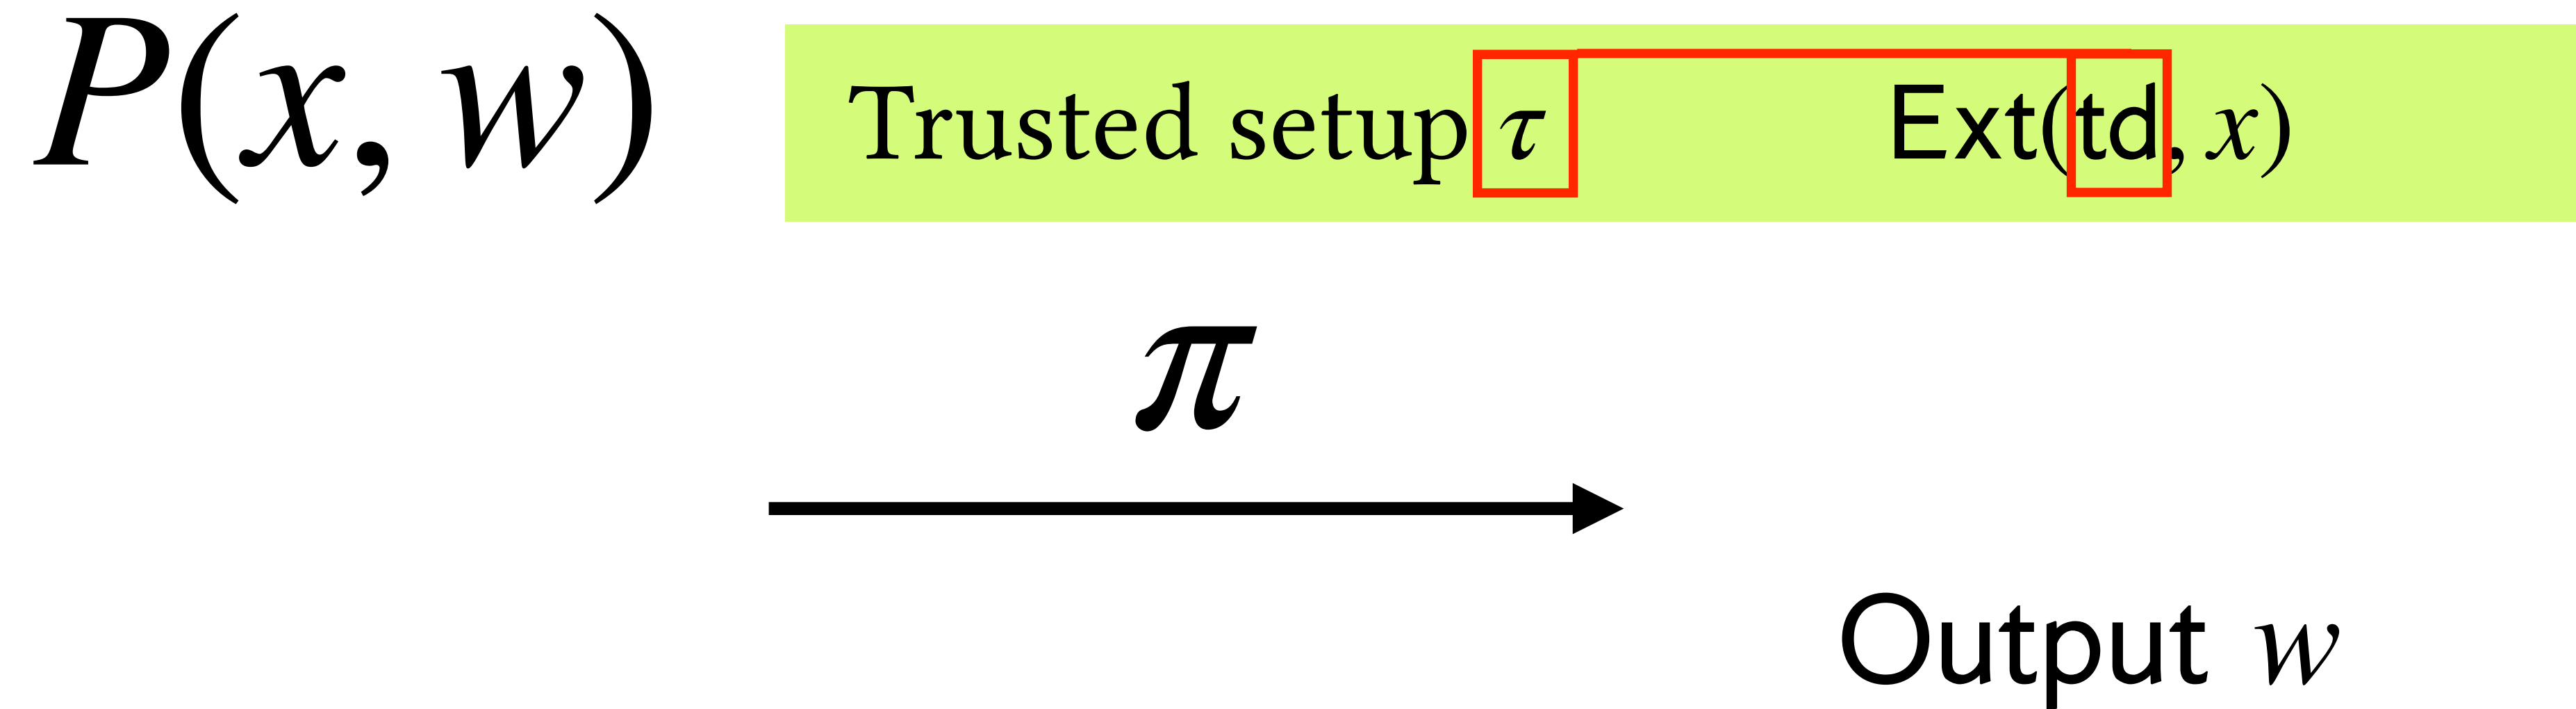 P(x, w)
Trusted setup τ
Ext(td, x)
π
Output w